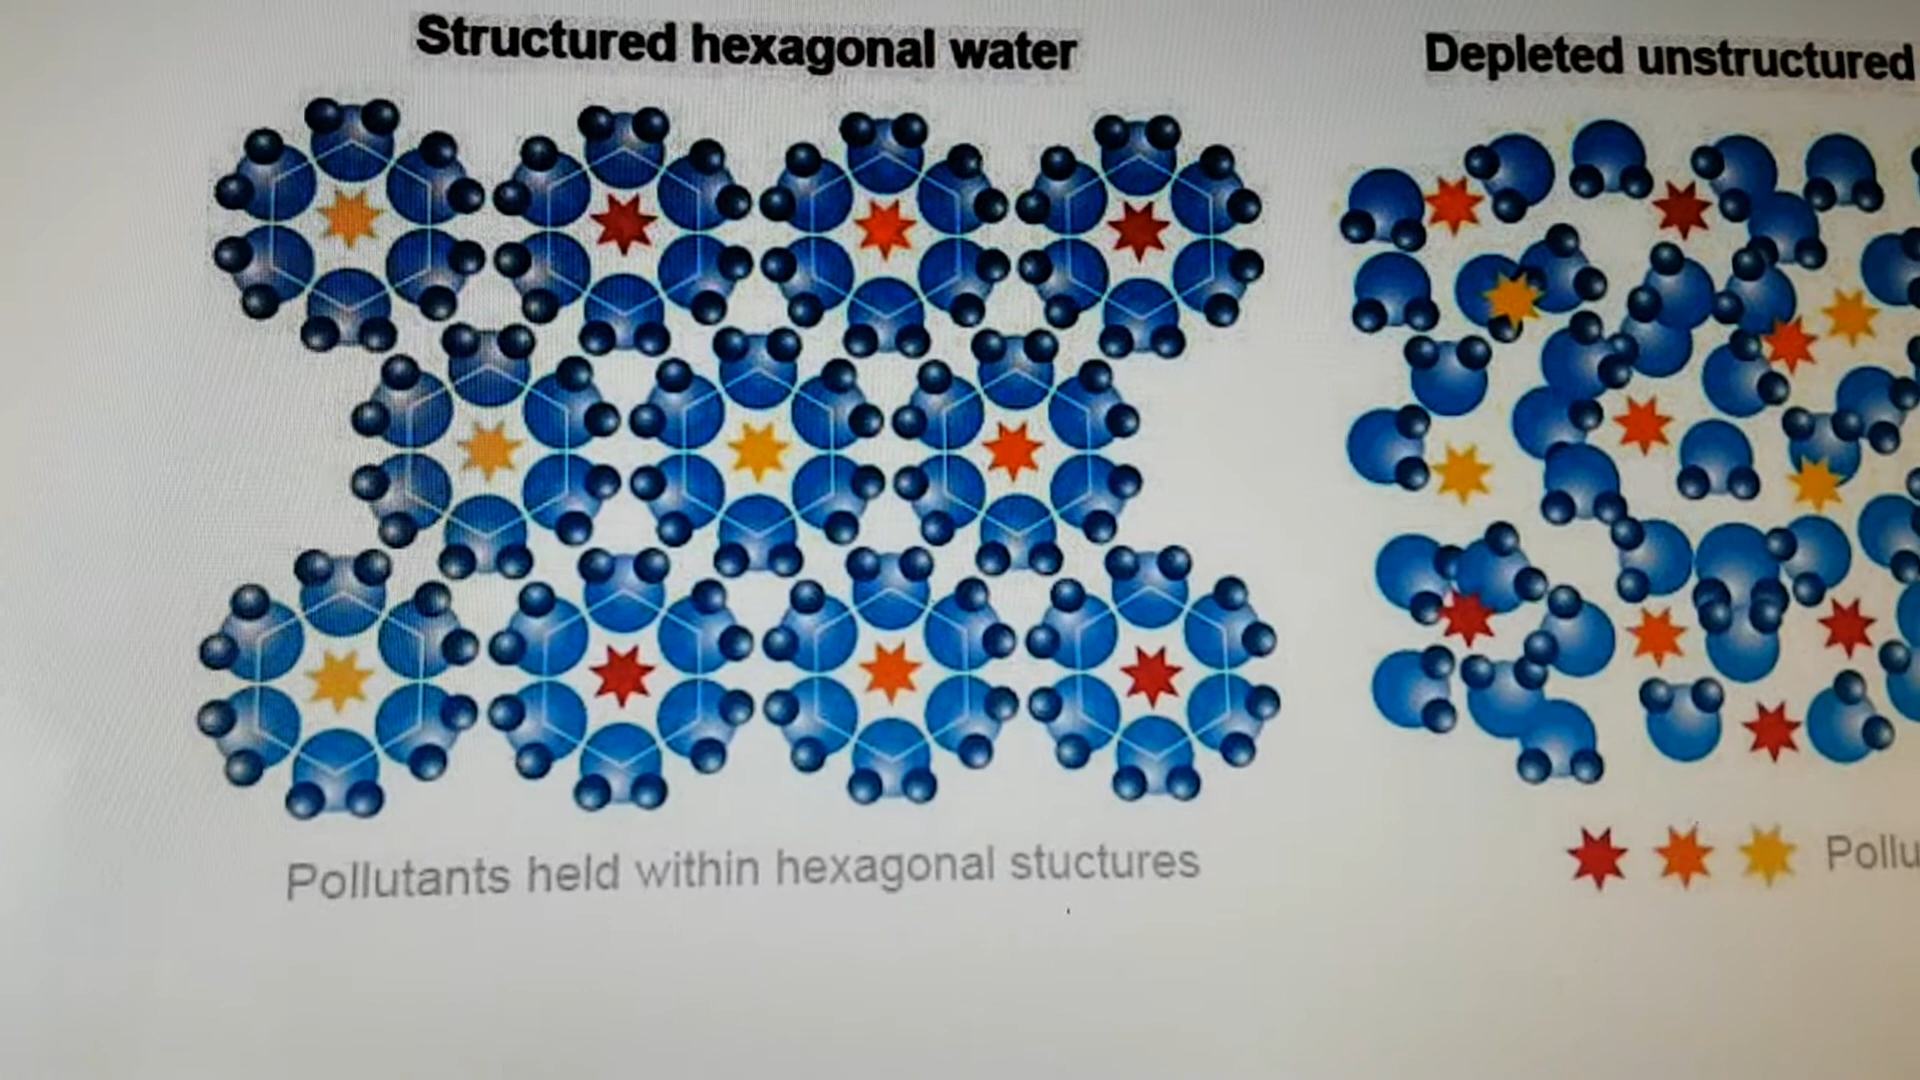 Structured hexagonal water
Depleted unstructured
Pollutants held within hexagonal stuctures